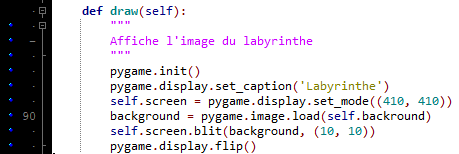 def draw(self):
"""
Affiche l'image du labyrinthe
"""
pygame.init()
pygame.display.set_caption('Labyrinthe')
self.screen = pygame.display.set_mode((410, 410))
90 background = pygame.image.load(self.backround)
self.screen.blit(background, (10, 10))
pygame.display.flip()